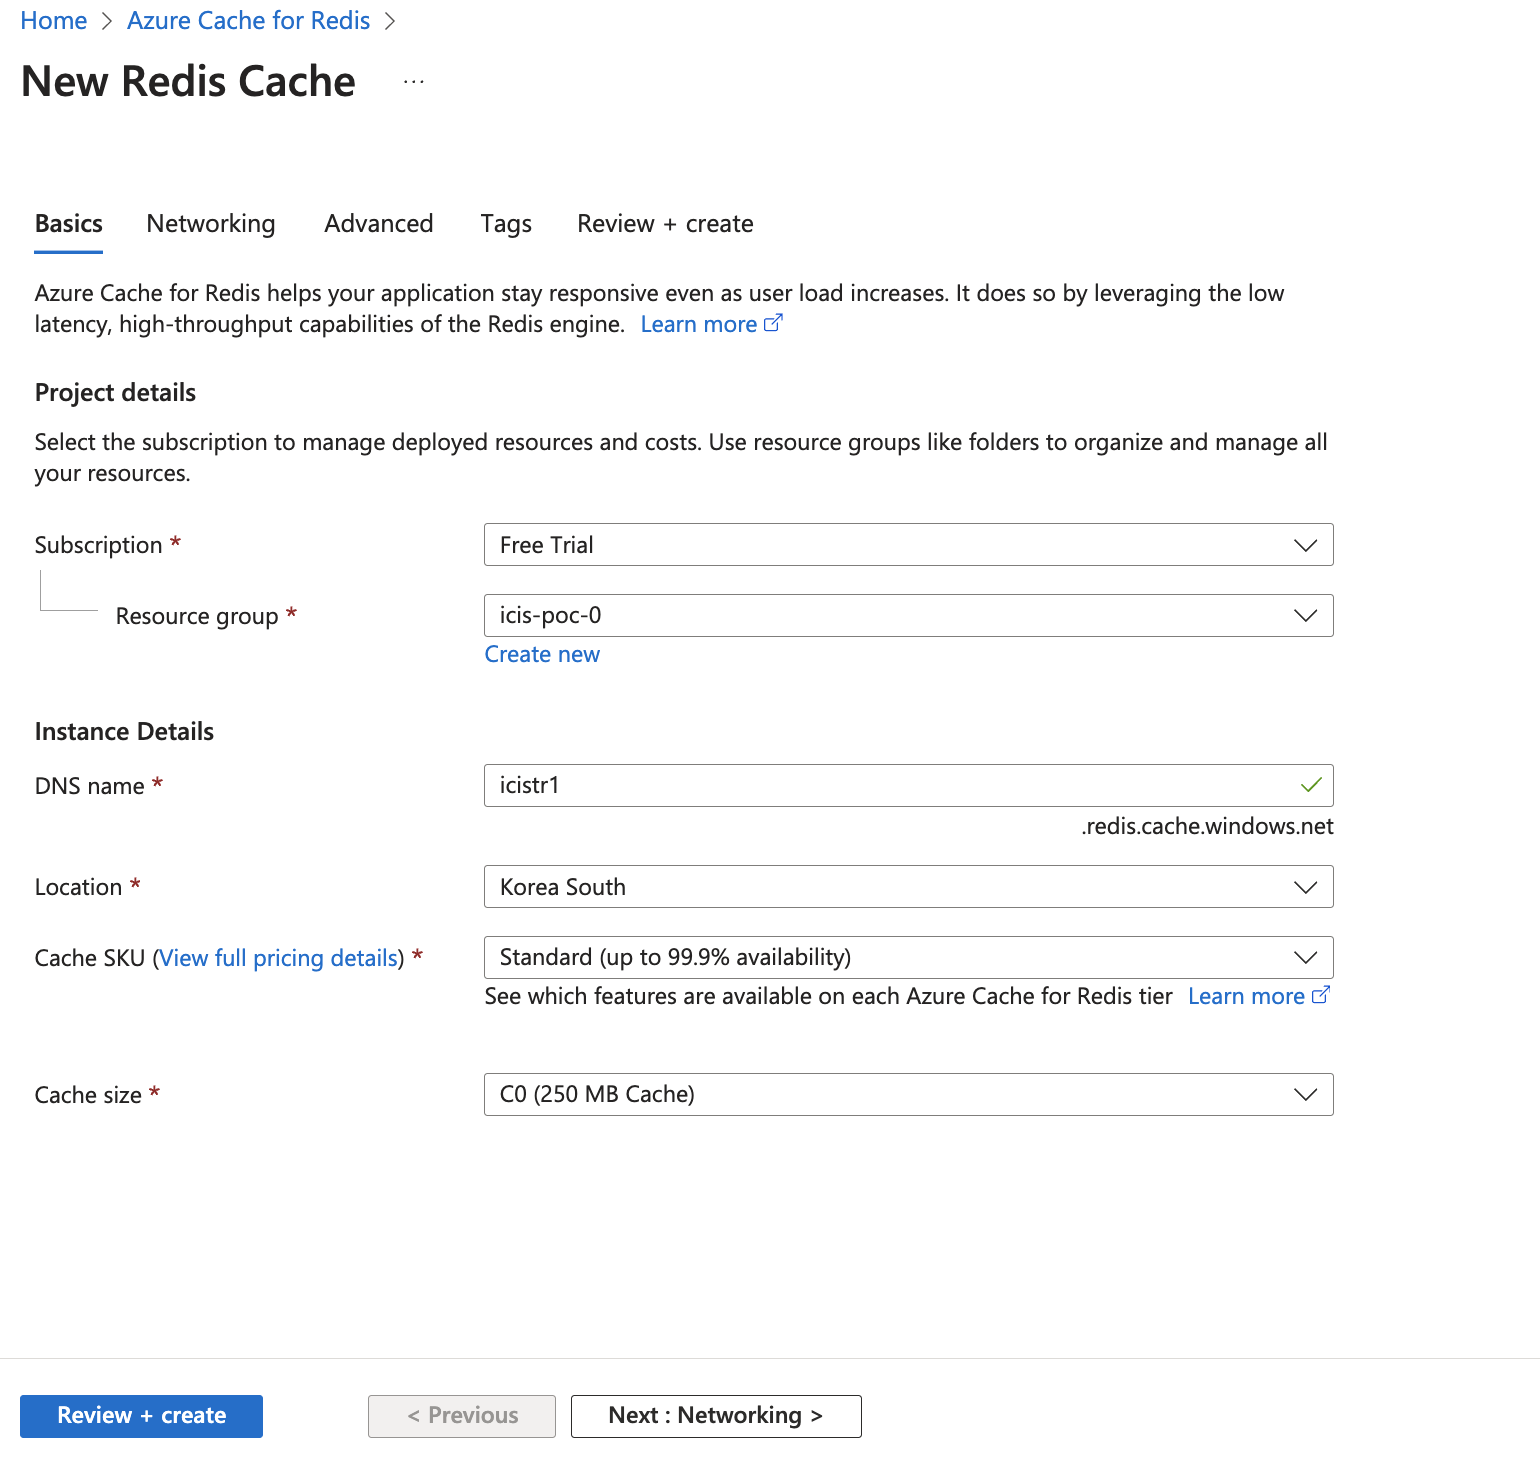 Home > Azure Cache for Redis >
New Redis Cache ...
Basics Networking Advanced Tags Review + create
Azure Cache for Redis helps your application stay responsive even as user load increases. It does so by leveraging the low
latency, high-throughput capabilities of the Redis engine. Learn more
Project details
Select the subscription to manage deployed resources and costs. Use resource groups like folders to organize and manage all
your resources.
Subscription * Free Trial
Resource group * icis-poc-0
Create new
Instance Details
DNS name * icistr1
.redis.cache.windows.net
Location * Korea South
Cache SKU (View full pricing details) * Standard (up to 99.9% availability)
See which features are available on each Azure Cache for Redis tier Learn more
Cache size * C0 (250 MB Cache)
Review + create < Previous Next : Networking >